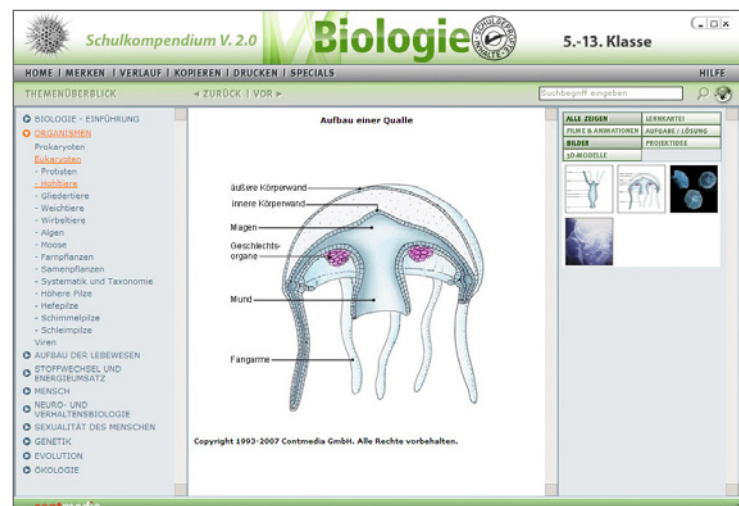 Schulkompendium V. 2.0
Biologie
SCHULGEPRÜFTE INHALTE
5.-13. Klasse
HOME | MERKEN | VERLAUF | KOPIEREN | DRUCKEN | SPECIALS
HILFE
THEMENÜBERBLICK
◄ ZURÜCK | VOR ►
Suchbegriff eingeben
BIOLOGIE - EINFÜHRUNG
ORGANISMEN
Prokaryoten
Eukaryoten
- Protisten
- Hohltiere
- Gliedertiere
- Weichtiere
- Wirbeltiere
- Algen
- Moose
- Farnpflanzen
- Samenpflanzen
- Systematik und Taxonomie
- Höhere Pilze
- Hefepilze
- Schimmelpilze
- Schleimpilze
Viren
AUFBAU DER LEBEWESEN
STOFFWECHSEL UND
ENERGIEUMSATZ
MENSCH
NEURO- UND
VERHALTENSBIOLOGIE
SEXUALITÄT DES MENSCHEN
GENETIK
EVOLUTION
ÖKOLOGIE
Aufbau einer Qualle
äußere Körperwand
innere Körperwand
Magen
Geschlechts-
organe
Mund
Fangarme
Copyright 1993-2007 Contmedia GmbH. Alle Rechte vorbehalten.
ALLE ZEIGEN
LERNKARTEI
FILME & ANIMATIONEN
AUFGABE / LÖSUNG
BILDER
PROJEKTIDEE
3D-MODELLE